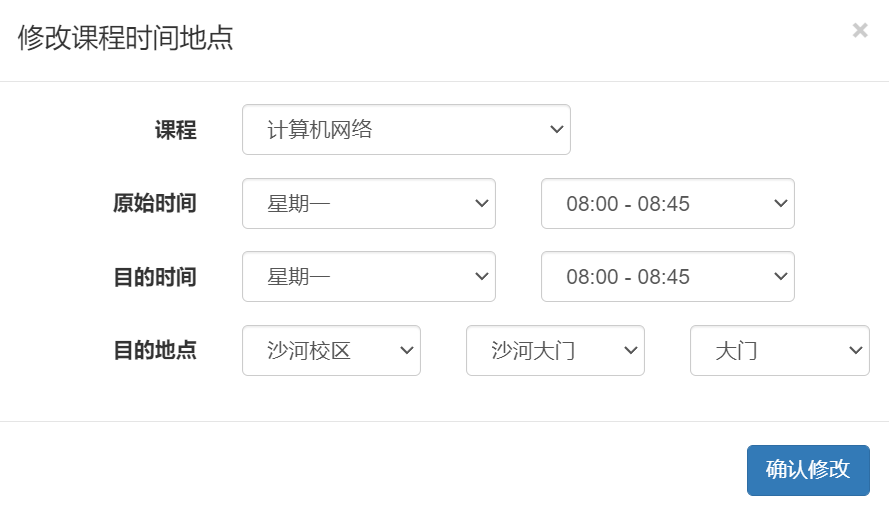 修改课程时间地点 ×
课程 计算机网络
原始时间 星期一 08:00 - 08:45
目的时间 星期一 08:00 - 08:45
目的地点 沙河校区 沙河大门 大门
确认修改